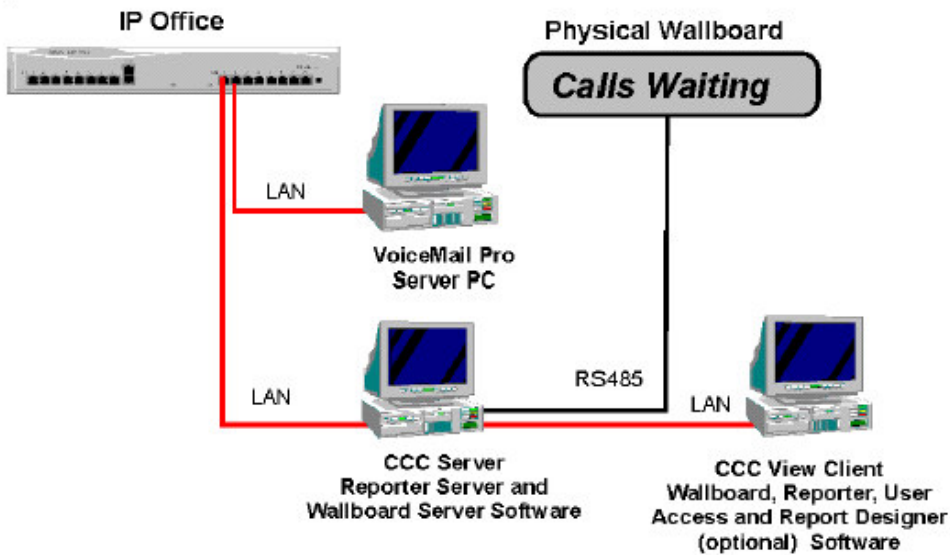 IP Office
Physical Wallboard
Calls Waiting
LAN
VoiceMail Pro
Server PC
RS485
LAN
LAN
CCC Server
Reporter Server and
Wallboard Server Software
CCC View Client
Wallboard, Reporter, User
Access and Report Designer
(optional) Software